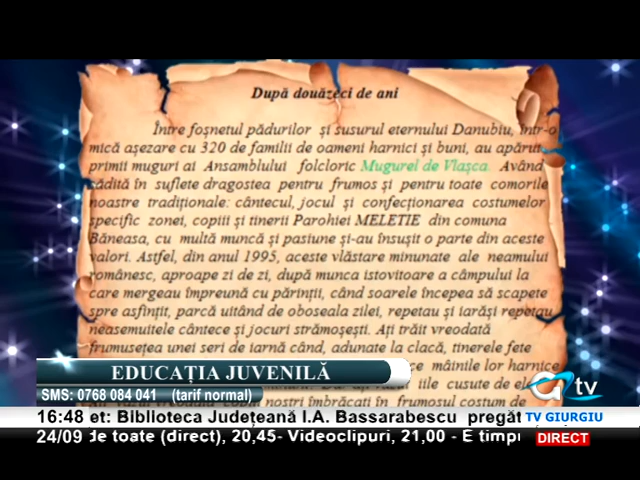 După douăzeci de ani
Între foșnetul pădurilor și susurul eternului Danubiu, într-o
mică așezare cu 320 de familii de oameni harnici și buni, au apărut
primii muguri ai Ansamblului folcloric Mugurel de Vlașca. Având
sădită în suflete dragostea pentru frumos și pentru toate comorile
noastre tradiționale: cântecul, jocul și confecționarea costumelor
specific zonei, copiii și tinerii Parohiei MELETIE din comuna
Băneasa, cu multă muncă și pasiune și-au însușit o parte din aceste
valori. Astfel, din anul 1995, aceste vlăstare minunate ale neamului
românesc, aproape zi de zi, după munca istovitoare a câmpului la
care mergeau împreună cu părinții, când soarele începea să scapete
spre asfințit, parcă uitând de oboseala zilei, repetau și iarăși repetau
neasemuitele cântece și jocuri strămoșești. Ați trăit vreodată
frumusețea unei seri de iarnă când, adunate la clacă, tinerele fete
mâinile lor harnice
EDUCAȚIA JUVENILĂ
iile cusute de ele
SMS: 0768 084 041 (tarif normal)
noștri îmbrăcați în frumosul costum de
tv
16:48 et: Biblioteca Județeană I.A. Bassarabescu pregăt
TV GIURGIU
24/09 de toate (direct), 20,45- Videoclipuri, 21,00 - E timp
DIRECT